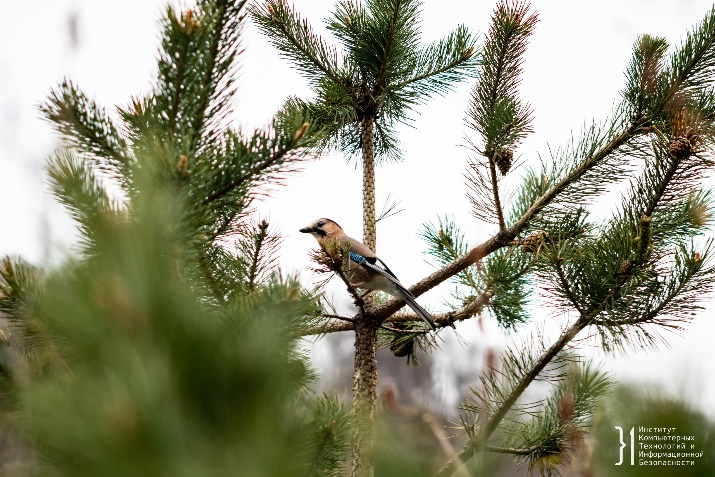 Институт
Компьютерных
Технологий и
Информационной
Безопасности